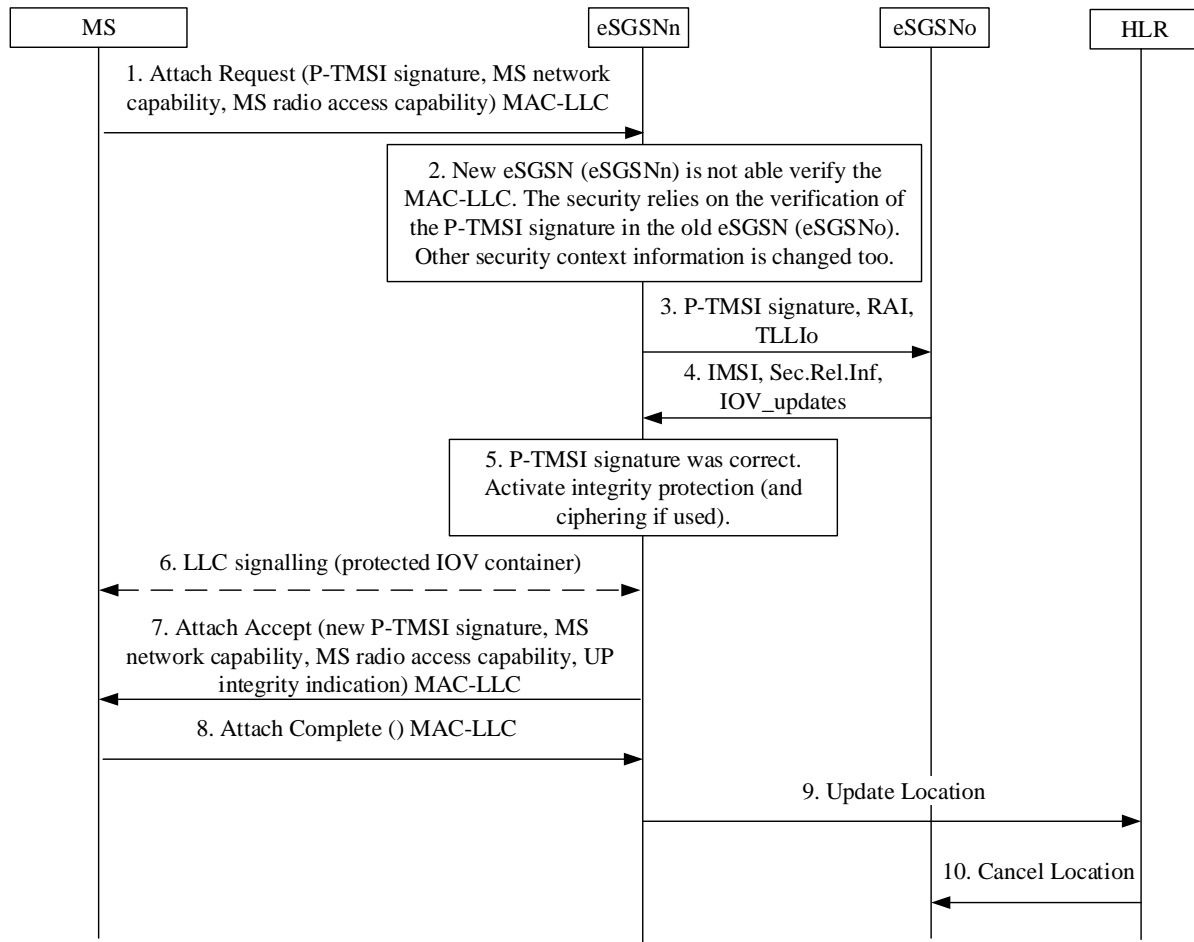 MS
eSGSNn
eSGSNo
HLR
1. Attach Request (P-TMSI signature, MS network
capability, MS radio access capability) MAC-LLC
2. New eSGSN (eSGSNn) is not able verify the
MAC-LLC. The security relies on the verification of
the P-TMSI signature in the old eSGSN (eSGSNo).
Other security context information is changed too.
3. P-TMSI signature, RAI,
TLLIo
4. IMSI, Sec.Rel.Inf,
IOV_updates
5. P-TMSI signature was correct.
Activate integrity protection (and
ciphering if used).
6. LLC signalling (protected IOV container)
7. Attach Accept (new P-TMSI signature, MS
network capability, MS radio access capability, UP
integrity indication) MAC-LLC
8. Attach Complete () MAC-LLC
9. Update Location
10. Cancel Location